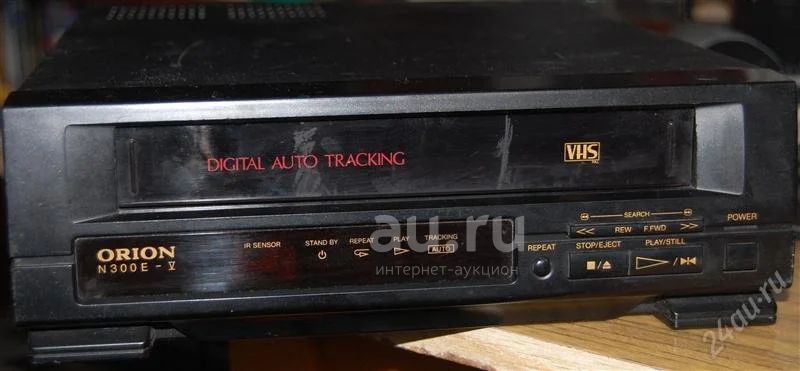 DIGITAL AUTO TRACKING
VHS
PAL
au.ru
интернет-аукцион
ORION
N300E - V
IR SENSOR
STAND BY
REPEAT
PLAY
TRACKING
AUTO
SEARCH
REW
F.FWD
POWER
REPEAT
STOP/EJECT
PLAY/STILL
24au.ru